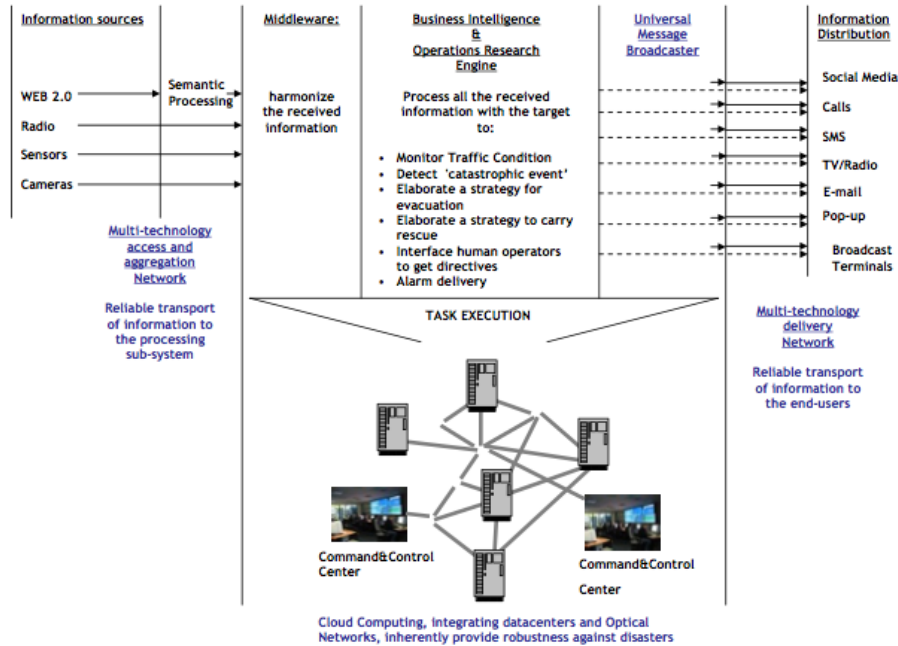 Information sources
Middleware:
Business Intelligence
&
Operations Research
Engine
Universal
Message
Broadcaster
Information
Distribution
WEB 2.0
Radio
Sensors
Cameras
Semantic
Processing
harmonize
the received
information
Process all the received
information with the target
to:
• Monitor Traffic Condition
• Detect 'catastrophic event'
• Elaborate a strategy for
evacuation
• Elaborate a strategy to carry
rescue
• Interface human operators
to get directives
• Alarm delivery
Social Media
Calls
SMS
TV/Radio
E-mail
Pop-up
Broadcast
Terminals
Multi-technology
access and
aggregation
Network
Reliable transport
of information to
the processing
sub-system
TASK EXECUTION
Multi-technology
delivery
Network
Reliable transport
of information to
the end-users
Command&Control
Center
Command&Control
Center
Cloud Computing, integrating datacenters and Optical
Networks, inherently provide robustness against disasters